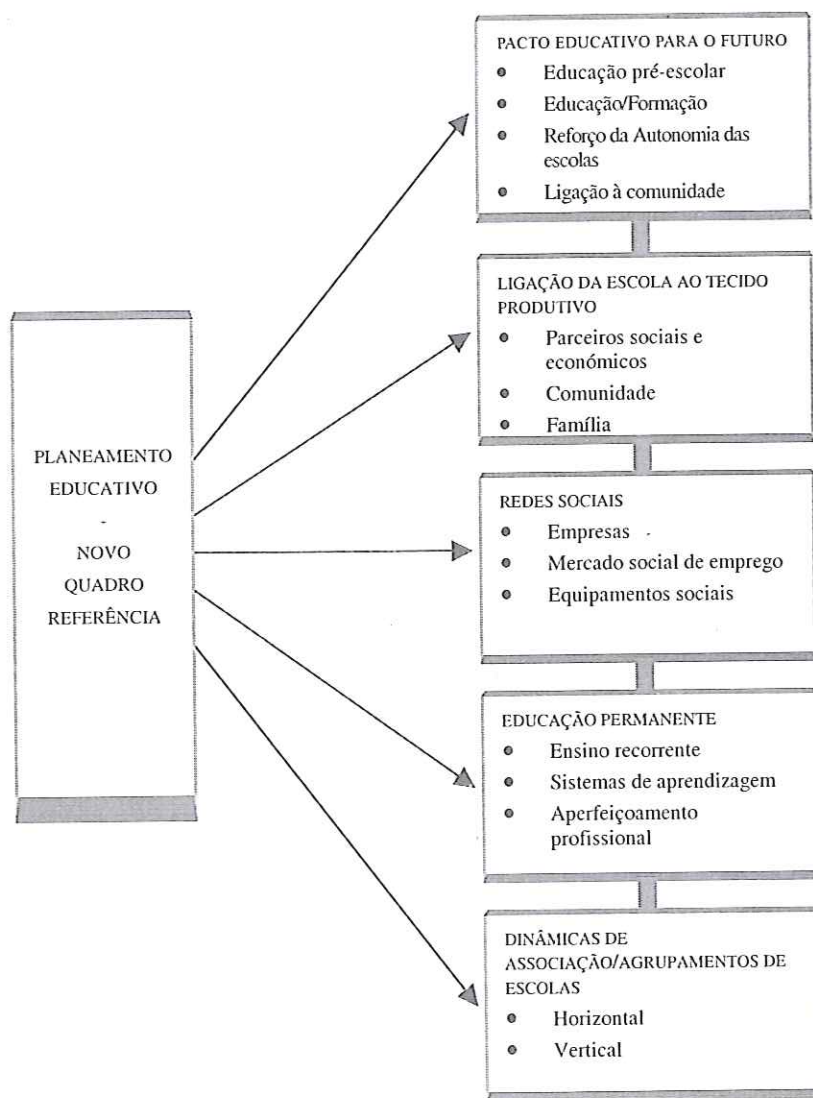 PLANEAMENTO
EDUCATIVO
-
NOVO
QUADRO
REFERÊNCIA
PACTO EDUCATIVO PARA O FUTURO
• Educação pré-escolar
• Educação/Formação
• Reforço da Autonomia das
escolas
• Ligação à comunidade
LIGAÇÃO DA ESCOLA AO TECIDO
PRODUTIVO
• Parceiros sociais e
económicos
• Comunidade
• Família
REDES SOCIAIS
• Empresas
• Mercado social de emprego
• Equipamentos sociais
EDUCAÇÃO PERMANENTE
• Ensino recorrente
• Sistemas de aprendizagem
• Aperfeiçoamento
profissional
DINÂMICAS DE
ASSOCIAÇÃO/AGRUPAMENTOS DE
ESCOLAS
• Horizontal
• Vertical